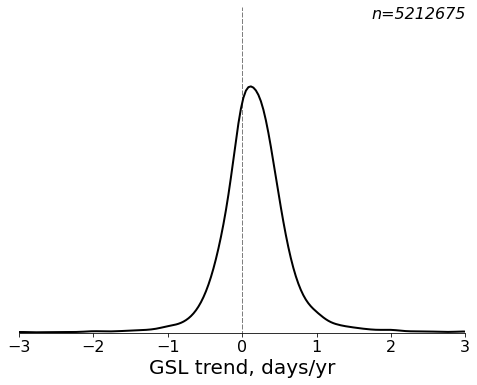 n=5212675
−3 −2 −1 0 1 2 3
GSL trend, days/yr